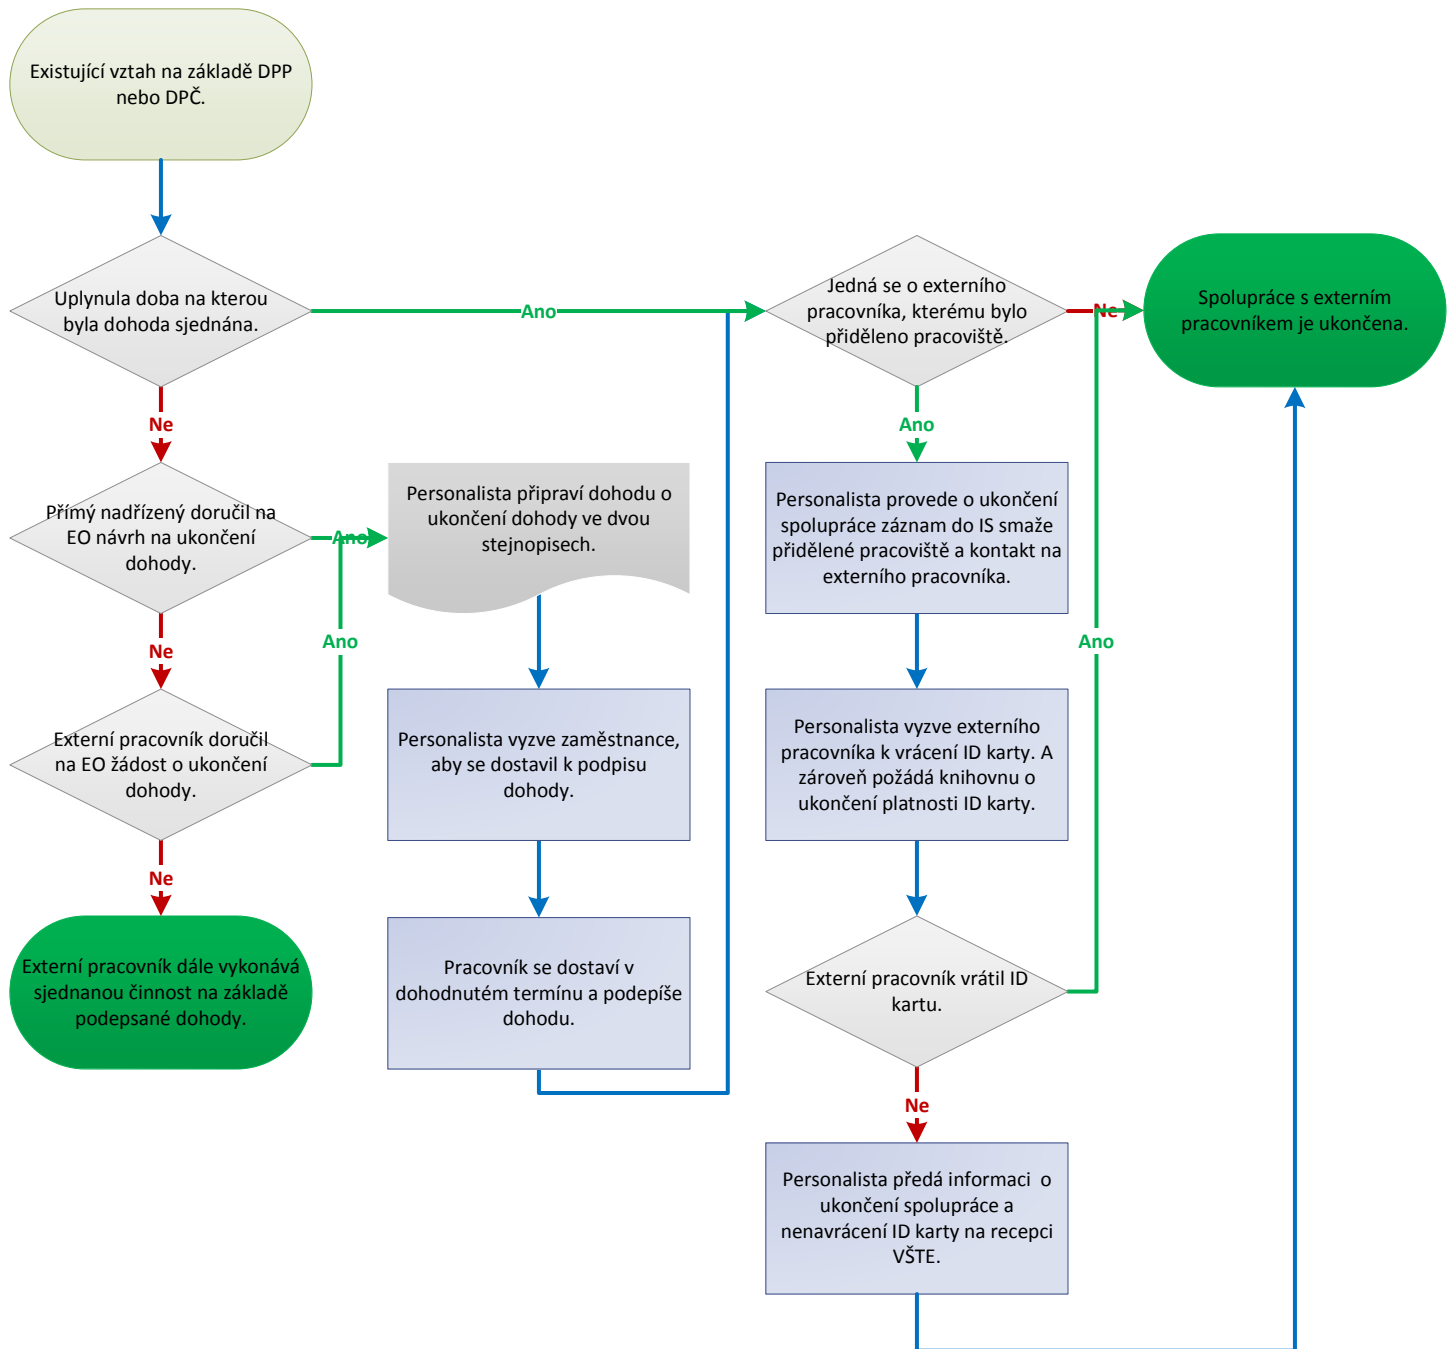 Existující vztah na základě DPP
nebo DPČ.
Uplynula doba na kterou
byla dohoda sjednána.
Ano
Jedná se o externího
pracovníka, kterému bylo
přiděleno pracoviště.
Ne
Spolupráce s externím
pracovníkem je ukončena.
Ne
Ano
Přímý nadřízený doručil na
EO návrh na ukončení
dohody.
Ano
Personalista připraví dohodu o
ukončení dohody ve dvou
stejnopisech.
Personalista provede o ukončení
spolupráce záznam do IS smaže
přidělené pracoviště a kontakt na
externího pracovníka.
Ne
Ano
Ano
Externí pracovník doručil
na EO žádost o ukončení
dohody.
Personalista vyzve zaměstnance,
aby se dostavil k podpisu
dohody.
Personalista vyzve externího
pracovníka k vrácení ID karty. A
zároveň požádá knihovnu o
ukončení platnosti ID karty.
Ne
Externí pracovník dále vykonává
sjednanou činnost na základě
podepsané dohody.
Pracovník se dostaví v
dohodnutém termínu a podepíše
dohodu.
Externí pracovník vrátil ID
kartu.
Ne
Personalista předá informaci o
ukončení spolupráce a
nenavrácení ID karty na recepci
VŠTE.